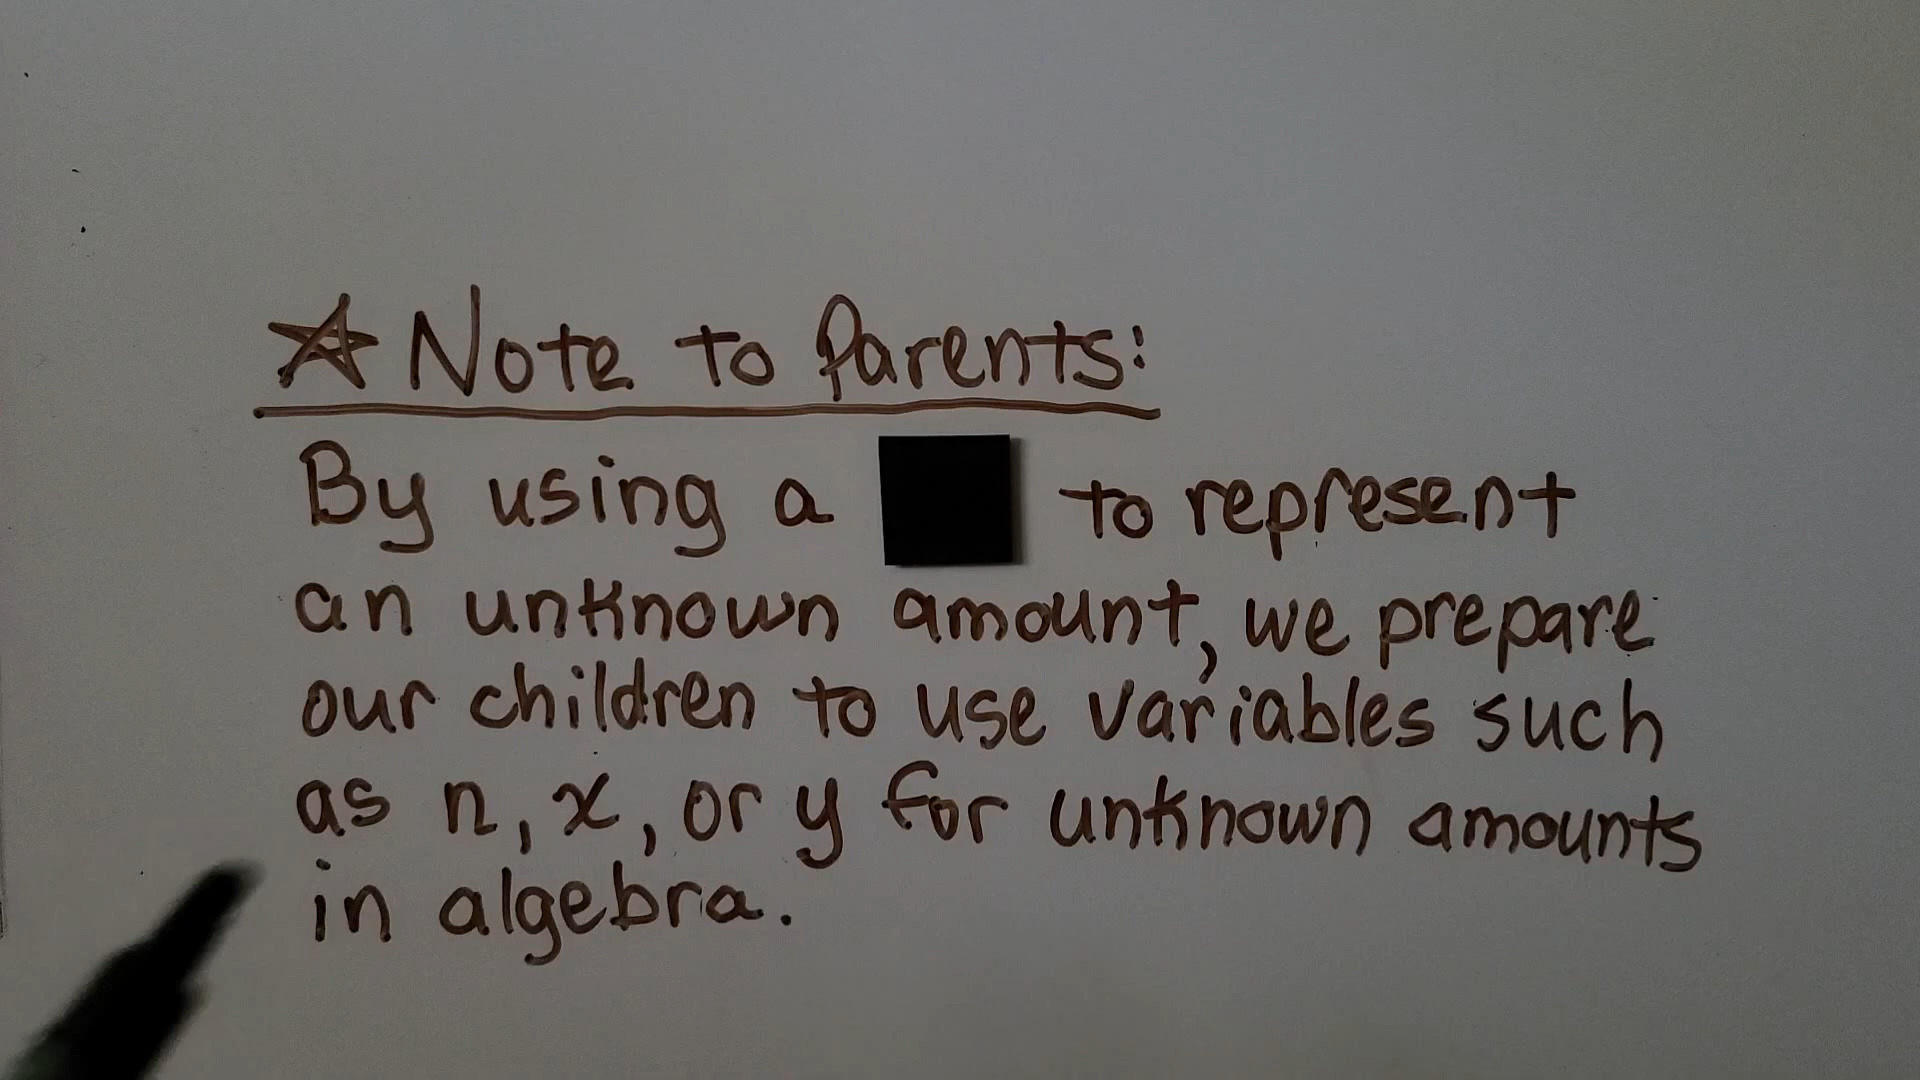 ☆ Note to Parents:
By using a ■ to represent
an unknown amount, we prepare
our children to use variables such
as n, x, or y for unknown amounts
in algebra.